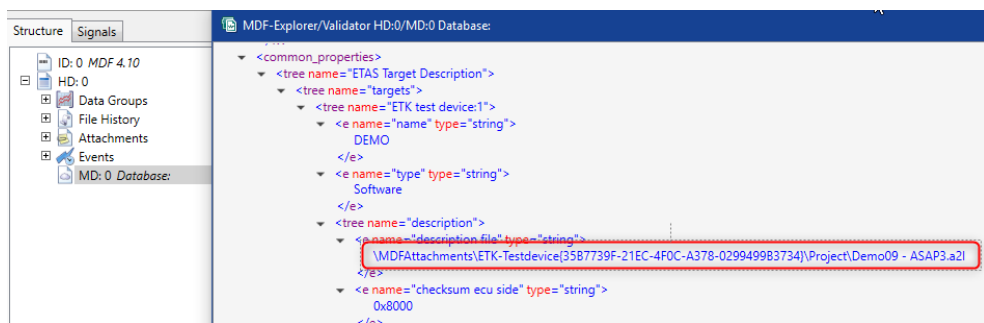 Structure Signals
ID: 0 MDF 4.10
HD: 0
Data Groups
File History
Attachments
Events
MD: 0 Database:
MDF-Explorer/Validator HD:0/MD:0 Database:
<common_properties>
<tree name="ETAS Target Description">
<tree name="targets">
<tree name="ETK test device:1">
<e name="name" type="string">
DEMO
</e>
<e name="type" type="string">
Software
</e>
<tree name="description">
<e name="description file" type="string">
\MDFAttachments\ETK-Testdevice{35B7739F-21EC-4F0C-A378-0299499B3734}\Project\Demo09 - ASAP3.a2l
</e>
<e name="checksum ecu side" type="string">
0x8000
</e>